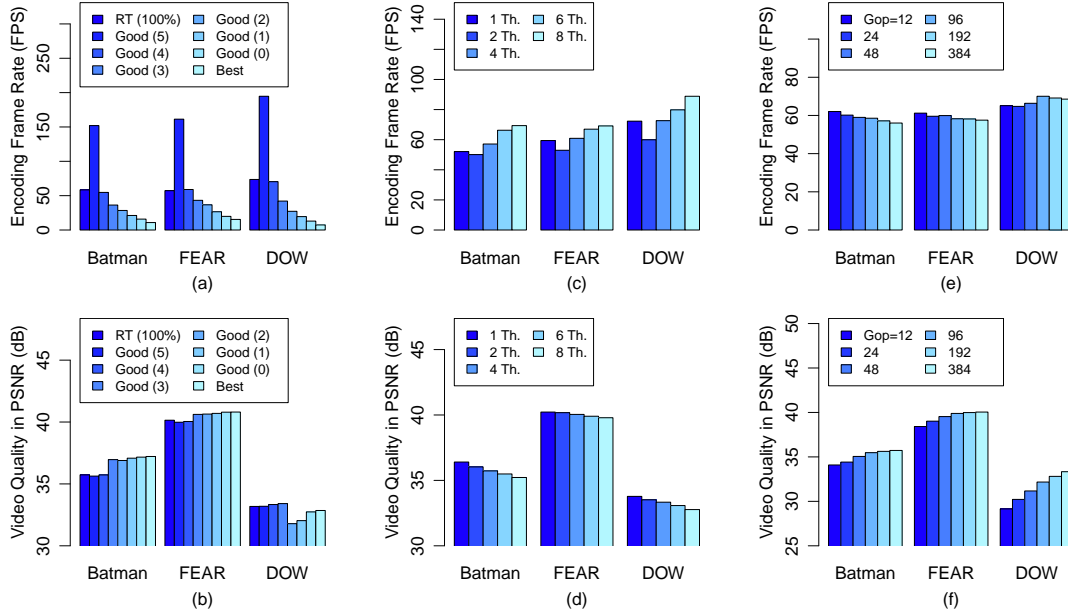 Encoding Frame Rate (FPS)
0 50 150 300
RT (100%)
Good (5)
Good (4)
Good (3)
Good (2)
Good (1)
Good (0)
Best
Batman FEAR DOW
(a)
Encoding Frame Rate (FPS)
0 20 60 100 140
1 Th.
2 Th.
4 Th.
6 Th.
8 Th.
Batman FEAR DOW
(c)
Encoding Frame Rate (FPS)
0 20 40 60 80 100
Gop=12
24
48
96
192
384
Batman FEAR DOW
(e)
Video Quality in PSNR (dB)
30 35 40 45
RT (100%)
Good (5)
Good (4)
Good (3)
Good (2)
Good (1)
Good (0)
Best
Batman FEAR DOW
(b)
Video Quality in PSNR (dB)
30 35 40 45
1 Th.
2 Th.
4 Th.
6 Th.
8 Th.
Batman FEAR DOW
(d)
Video Quality in PSNR (dB)
25 30 35 40 45 50
Gop=12
24
48
96
192
384
Batman FEAR DOW
(f)